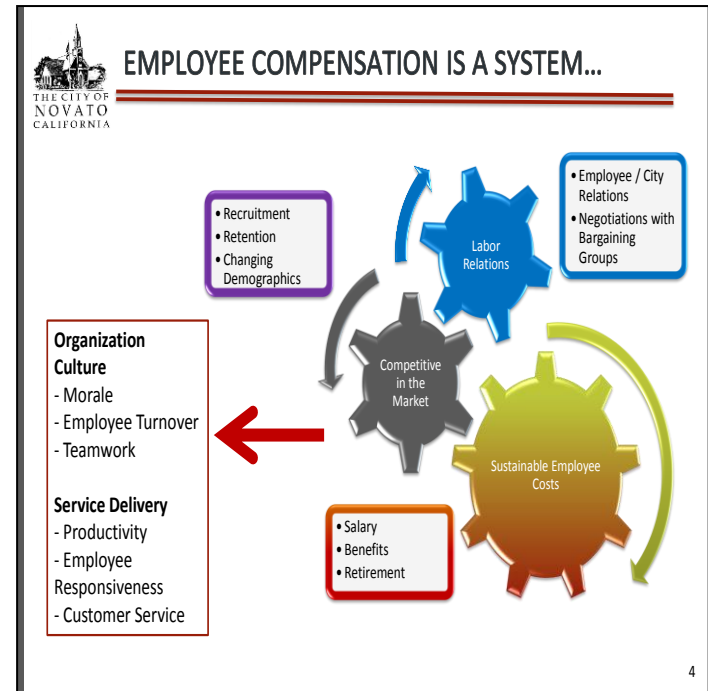 THE CITY OF
NOVATO
CALIFORNIA
EMPLOYEE COMPENSATION IS A SYSTEM…
• Recruitment
• Retention
• Changing
Demographics
Labor
Relations
• Employee / City
Relations
• Negotiations with
Bargaining
Groups
Competitive
in the
Market
Organization
Culture
- Morale
- Employee Turnover
- Teamwork
Service Delivery
- Productivity
- Employee
Responsiveness
- Customer Service
Sustainable Employee
Costs
• Salary
• Benefits
• Retirement
4